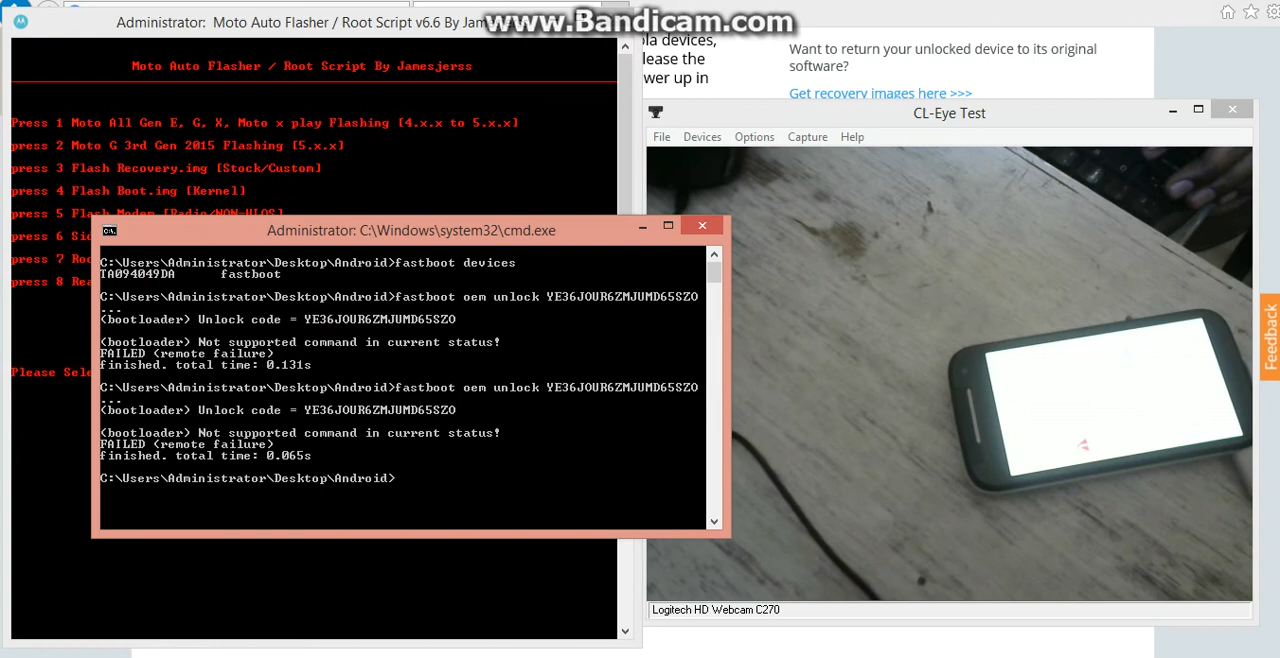 Administrator: Moto Auto Flasher / Root Script v6.6 By
www.Bandicam.com
Moto Auto Flasher / Root Script By Jamesjerss
Press 1 Moto All Gen E, G, X, Moto x play Flashing [4.x.x to 5.x.x]
press 2 Moto G 3rd Gen 2015 Flashing [5.x.x]
press 3 Flash Recovery.img [Stock/Custom]
press 4 Flash Boot.img [Kernel]
press 5 Flash Modem [Radio/NON-HLOS]
press 6
press 7
press 8
Please
Administrator: C:\Windows\system32\cmd.exe
C:\Users\Administrator\Desktop\Android>fastboot devices
TA094049DA fastboot
C:\Users\Administrator\Desktop\Android>fastboot oem unlock YE36JOUR6ZMJUMD65SZO
...
(bootloader) Unlock code = YE36JOUR6ZMJUMD65SZO
(bootloader) Not supported command in current status!
FAILED (remote failure)
finished. total time: 0.131s
C:\Users\Administrator\Desktop\Android>fastboot oem unlock YE36JOUR6ZMJUMD65SZO
...
(bootloader) Unlock code = YE36JOUR6ZMJUMD65SZO
(bootloader) Not supported command in current status!
FAILED (remote failure)
finished. total time: 0.065s
C:\Users\Administrator\Desktop\Android>
devices,
lease the
wer up in
Want to return your unlocked device to its original
software?
Get recovery images here >>>
CL-Eye Test
File Devices Options Capture Help
Logitech HD Webcam C270
Feedback